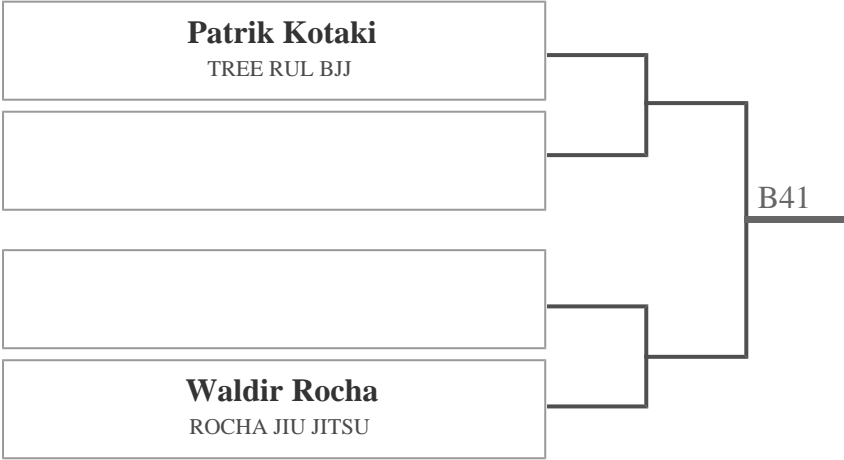 Patrik Kotaki
TREE RUL BJJ
B41
Waldir Rocha
ROCHA JIU JITSU